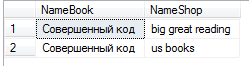 NameBook NameShop
1 Совершенный код big great reading
2 Совершенный код us books